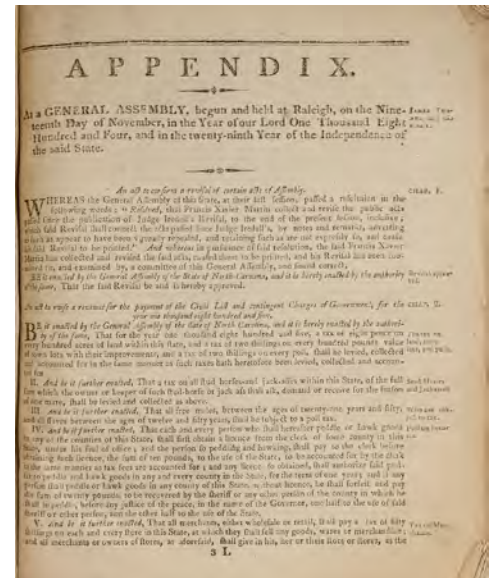 APPENDIX.
At a GENERAL ASSEMBLY, begun and held at Raleigh, on the Nine-
teenth Day of November, in the Year of our Lord One Thousand Eight
Hundred and Four, and in the twenty-ninth Year of the Independence of
the said State.
An act to confirm a revisal of certain acts of Assembly.
CHAP. I.
WHEREAS the General Assembly of this State, at their last session, passed a resolution in the
following words; "Resolved, that Francis Xavier Martin collect and revise the public acts
since the publication of Judge Iredell's Revisal, to the end of the present session, inclusive;
which said Revisal shall the acts passed since Judge Iredell's, by notes and remarks,
such as appear to have been repealed, and retaining such as are not expressly so, and cause
said Revisal to be printed." And whereas in pursuance of said resolution, the said Francis Xavier
Martin has collected and revised the said acts, caused them to be printed, and his Revisal has been
and examined by, a committee of this General Assembly, and found correct.
BE it enacted by the General Assembly of the State of North-Carolina, and it is hereby enacted by the authority
of the same, That the said Revisal be and is hereby approved.
An act to raise a revenue for the payment of the Civil List and contingent Charges of Government, for the
CHAP. II.
year one thousand eight hundred and five.
BE it enacted by the General Assembly of the State of North Carolina, and it is hereby enacted by the authori-
ty of the same, That for the year one thousand eight hundred and five, a tax of eight pence on
every hundred acres of land within this State, and a tax of two shillings on every hundred pounds value
of town lots with their improvements, and a tax of two shillings on every poll, shall be levied, collected
and accounted for in the same manner as such taxes hath heretofore been levied, collected and account-
ed for.
II. And be it further enacted, That a tax on all stud horses and jack-asses within this State, of the full
sum which the owner or keeper of such stud-horse or jack-ass shall ask, demand or receive for the season
of one mare, shall be levied and collected as above.
III. And be it further enacted, That all free males, between the ages of twenty-one years and fifty,
and all slaves between the ages of twelve and fifty years, shall be subject to a poll tax.
IV. And be it further enacted, That each and every person who shall hereafter peddle or hawk goods
in any of the counties of this State, shall first obtain a licence from the clerk of court county in this
State, under his seal of office; and the person so peddling and hawking, shall pay to the clerk before
obtaining such licence, the sum of ten pounds, to the use of the State, to be accounted for by the clerk
in the same manner as tax fees are accounted for; and any licence so obtained, shall authorise said
to peddle and hawk goods in any and every county in the State, for the term of one year; and if any
person shall peddle or hawk goods in any county of this State, without licence, he shall forfeit and pay
the sum of twenty pounds, to be recovered by the sheriff or any other person of the county in which he
shall so peddle, before any justice of the peace, in the name of the Governor, one half to the use of said
sheriff or other person, and the other half to the use of the State.
V. And be it further enacted, That all merchants, either wholesale or retail, shall pay a tax of fifty
shillings on each and every store in this State, at which they shall sell any goods, wares or merchandise;
and all merchants or owners of stores, as aforesaid, shall give in his, her or their store or stores, at the
3 L